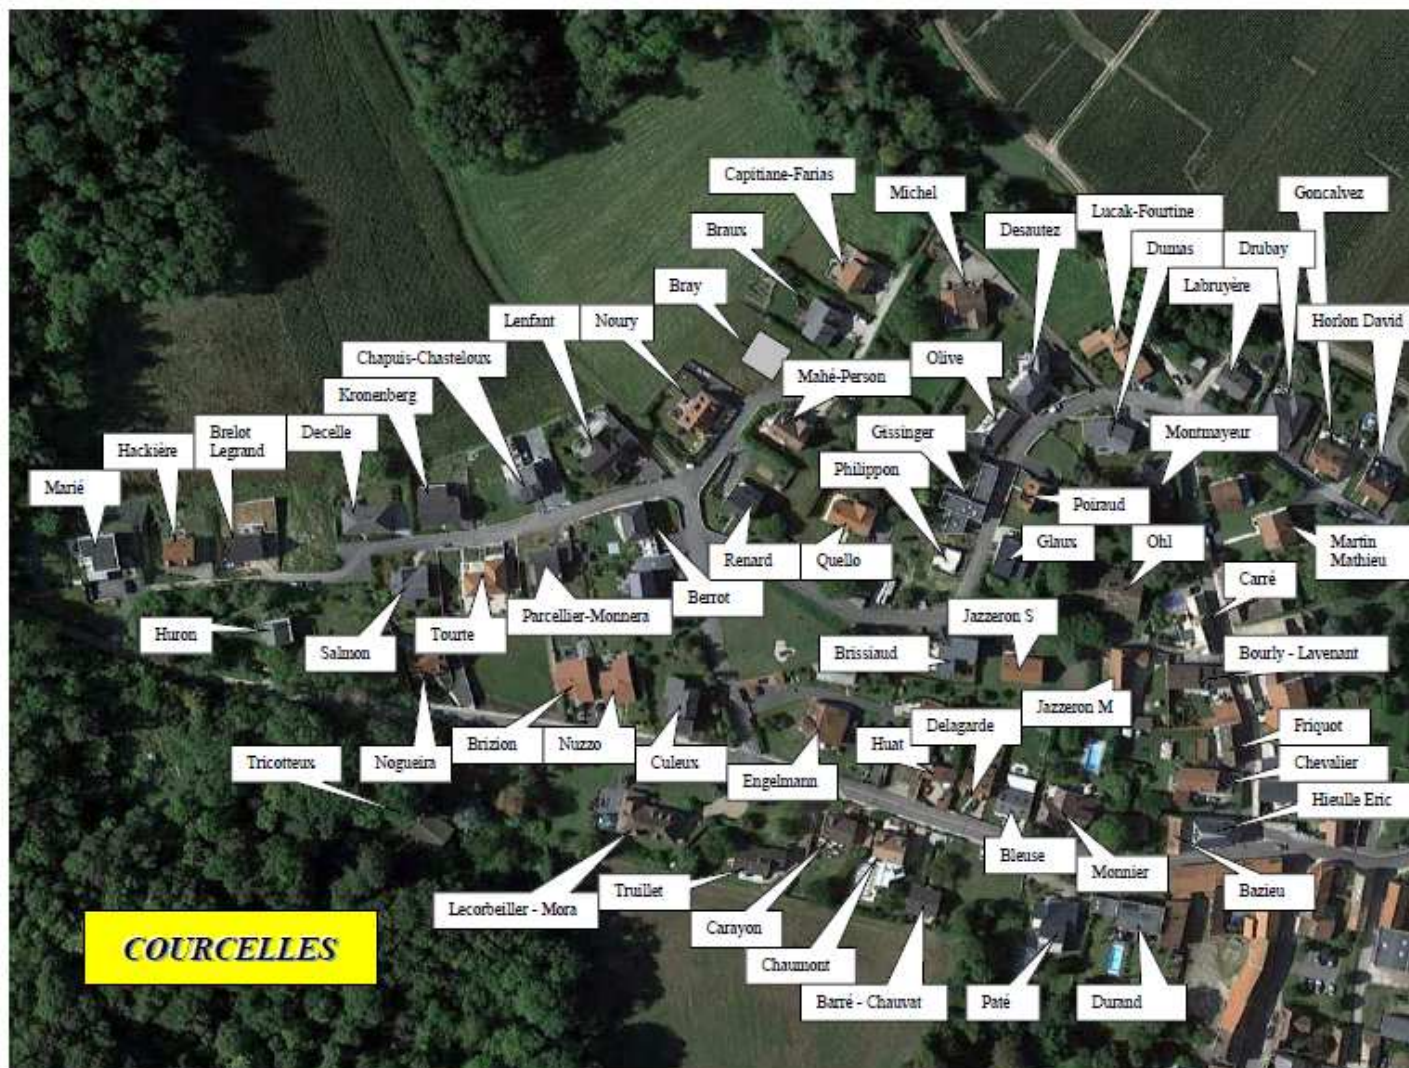 Capitiane-Farias
Michel
Goncalvez
Lucak-Fourtine
Braux
Desautez
Dumas
Drubay
Bray
Labruyère
Lenfant
Noury
Horlon David
Chapuis-Chasteloux
Olive
Mahé-Person
Kronenberg
Gissinger
Montmayeur
Brelot
Legrand
Decelle
Hackière
Philippon
Marié
Poiraud
Renard
Quello
Glaux
Ohl
Martin
Mathieu
Carré
Berrot
Parcellier-Monnera
Jazzeron S
Huron
Tourte
Salmon
Brissiaud
Bourly - Lavenant
Jazzeron M
Delagarde
Friquot
Brizion
Nuzzo
Huat
Tricotteux
Nogueira
Culeux
Chevalier
Engelmann
Hieulle Eric
Bleuse
Monnier
Truillet
Bazieu
Lecorbeiller - Mora
Carayon
COURCELLES
Chaumont
Barré - Chauvat
Paté
Durand